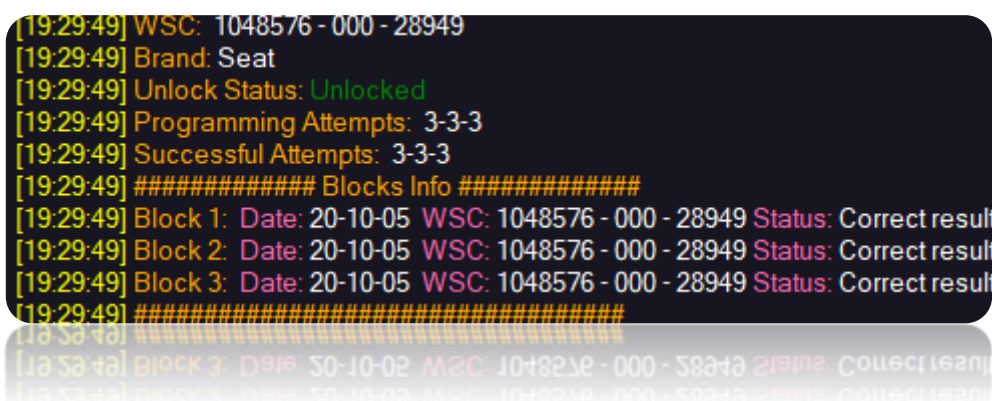 [19:29:49] WSC: 1048576 - 000 - 28949
[19:29:49] Brand: Seat
[19:29:49] Unlock Status: Unlocked
[19:29:49] Programming Attempts: 3-3-3
[19:29:49] Successful Attempts: 3-3-3
[19:29:49] ############# Blocks Info #############
[19:29:49] Block 1: Date: 20-10-05 WSC: 1048576 - 000 - 28949 Status: Correct result
[19:29:49] Block 2: Date: 20-10-05 WSC: 1048576 - 000 - 28949 Status: Correct result
[19:29:49] Block 3: Date: 20-10-05 WSC: 1048576 - 000 - 28949 Status: Correct result
[19:29:49] ###################################